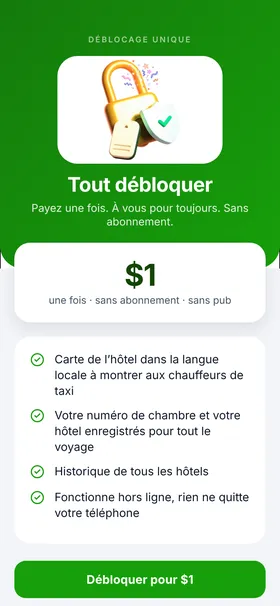 DÉBLOCAGE UNIQUE
Tout débloquer
Payez une fois. À vous pour toujours. Sans
abonnement.
$1
une fois · sans abonnement · sans pub
Carte de l'hôtel dans la langue
locale à montrer aux chauffeurs de
taxi
Votre numéro de chambre et votre
hôtel enregistrés pour tout le
voyage
Historique de tous les hôtels
Fonctionne hors ligne, rien ne quitte
votre téléphone
Débloquer pour $1